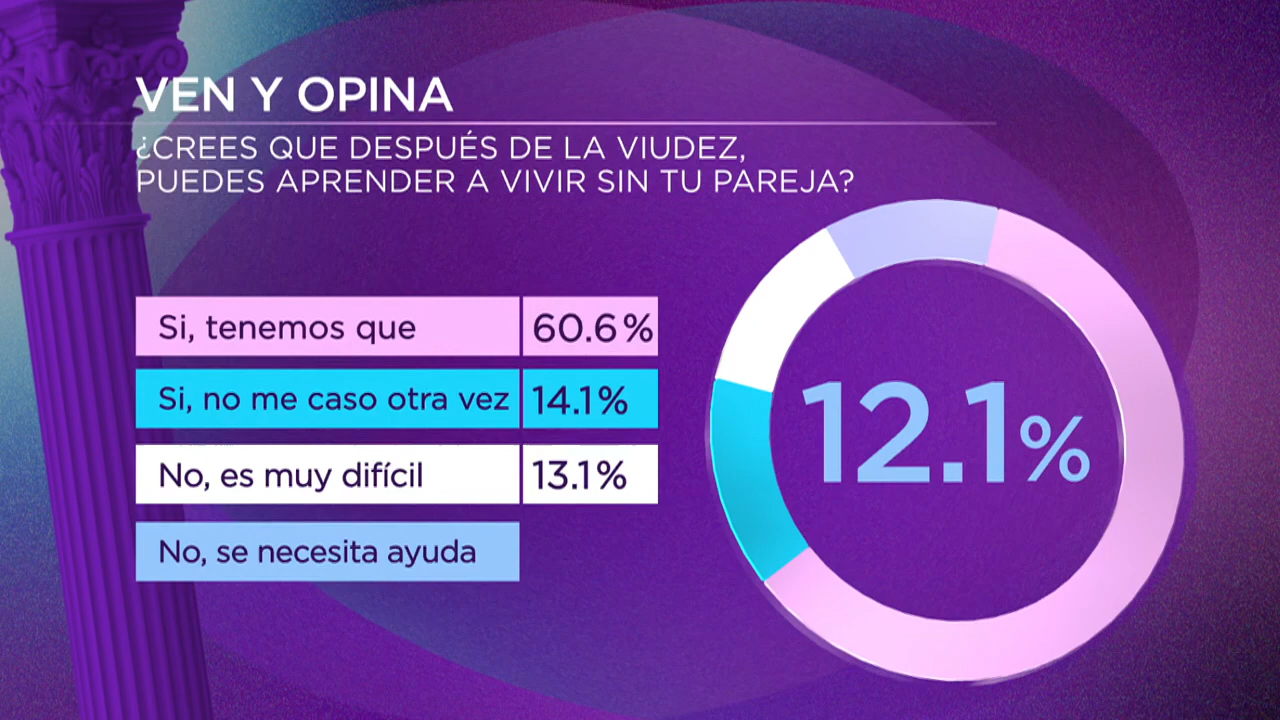 VEN Y OPINA
¿CREES QUE DESPUÉS DE LA VIUDEZ,
PUEDES APRENDER A VIVIR SIN TU PAREJA?
Si, tenemos que 60.6%
Si, no me caso otra vez 14.1%
No, es muy difícil 13.1%
No, se necesita ayuda
12.1%